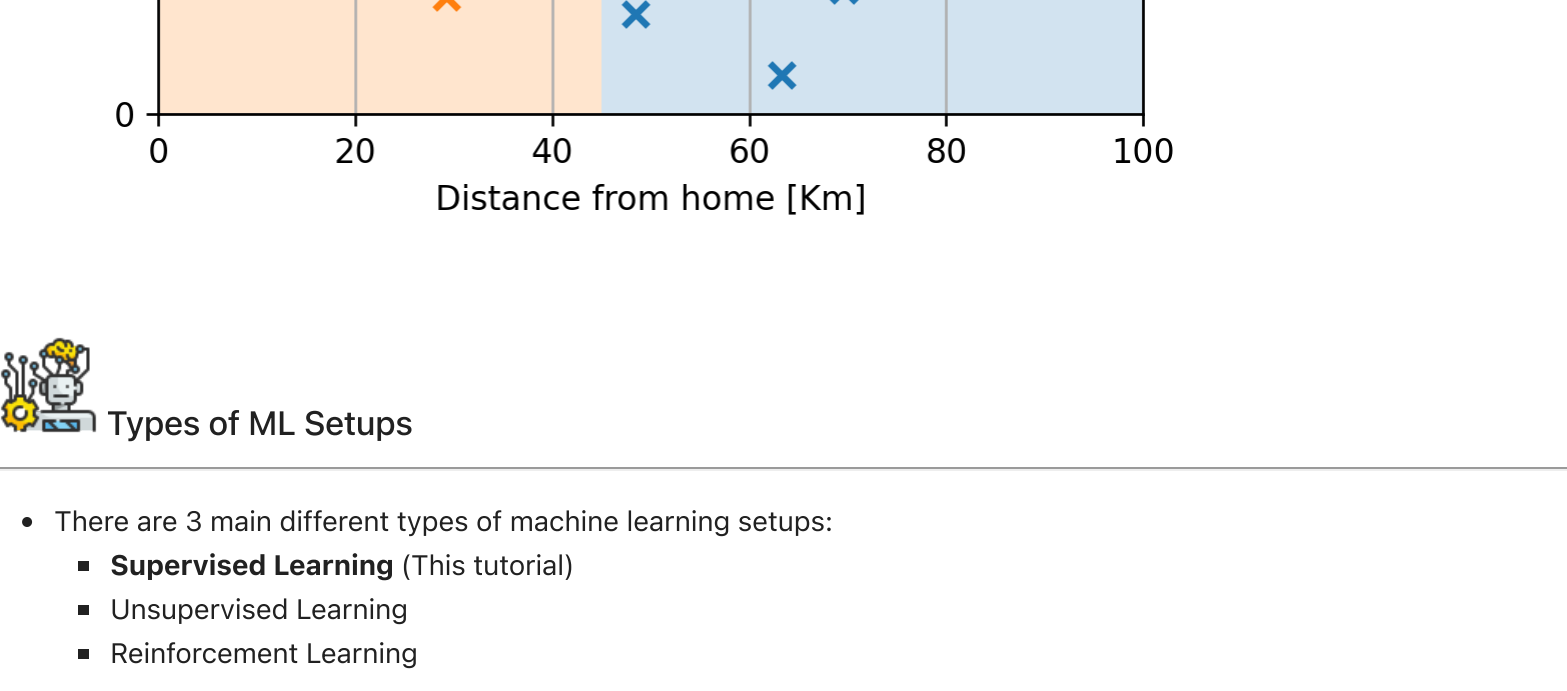 0
0 20 40 60 80 100
Distance from home [Km]
Types of ML Setups
There are 3 main different types of machine learning setups:
Supervised Learning (This tutorial)
Unsupervised Learning
Reinforcement Learning